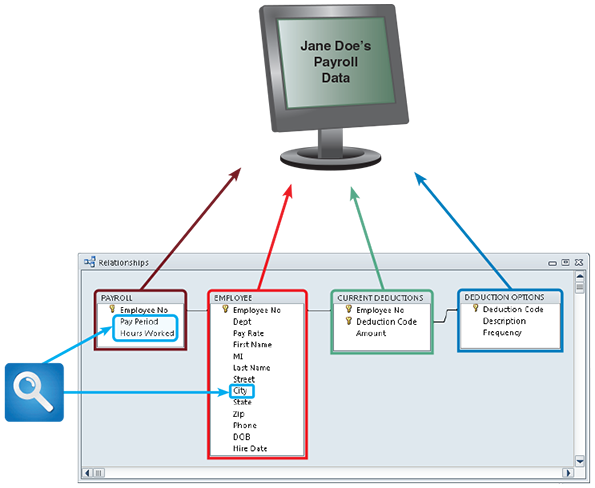 Jane Doe's
Payroll
Data
Relationships
PAYROLL
Employee No
Pay Period
Hours Worked
EMPLOYEE
Employee No
Dept
Pay Rate
First Name
MI
Last Name
Street
City
State
Zip
Phone
DOB
Hire Date
CURRENT DEDUCTIONS
Employee No
Deduction Code
Amount
DEDUCTION OPTIONS
Deduction Code
Description
Frequency